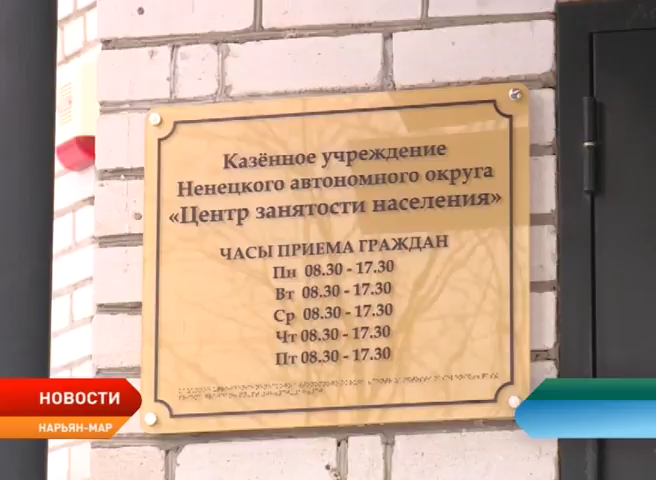 Казённое учреждение
Ненецкого автономного округа
«Центр занятости населения»
ЧАСЫ ПРИЕМА ГРАЖДАН
Пн 08.30 - 17.30
Вт 08.30 - 17.30
Ср 08.30 - 17.30
Чт 08.30 - 17.30
Пт 08.30 - 17.30
НОВОСТИ
НАРЬЯН-МАР